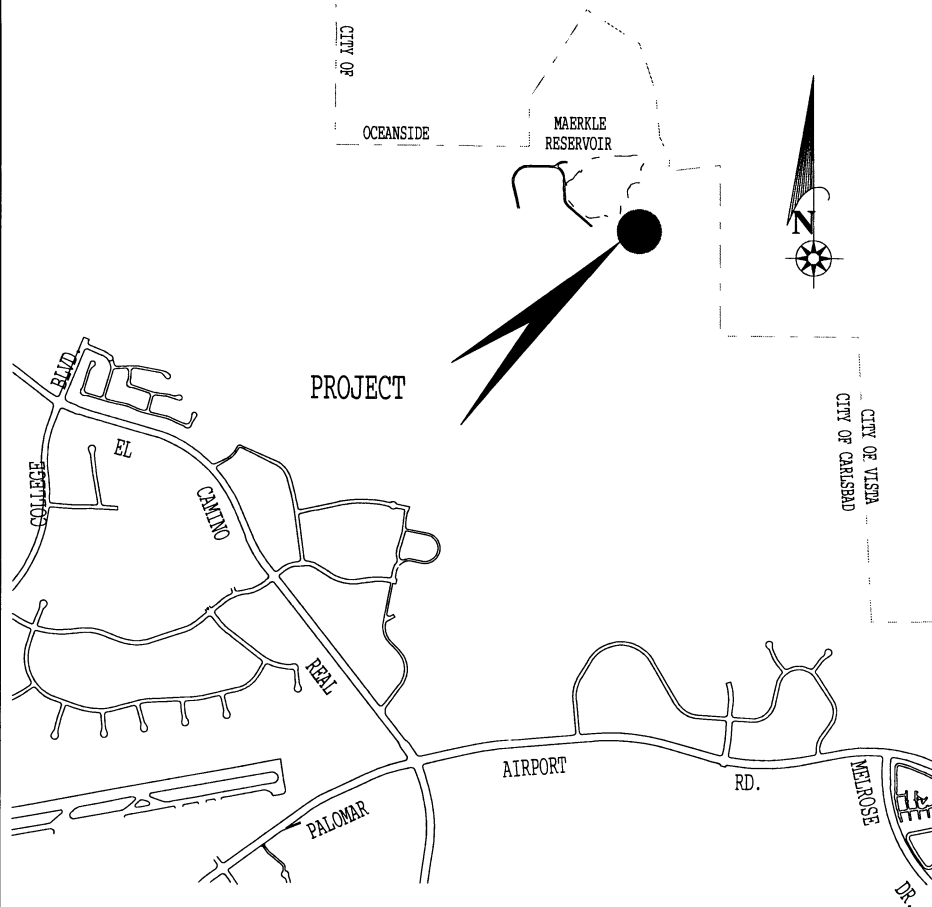 CITY OF
OCEANSIDE
MAERKLE
RESERVOIR
N
PROJECT
BLVD.
COLLEGE
EL
CAMINO
REAL
CITY OF VISTA
CITY OF CARLSBAD
AIRPORT
RD.
PALOMAR
MELROSE
DR.